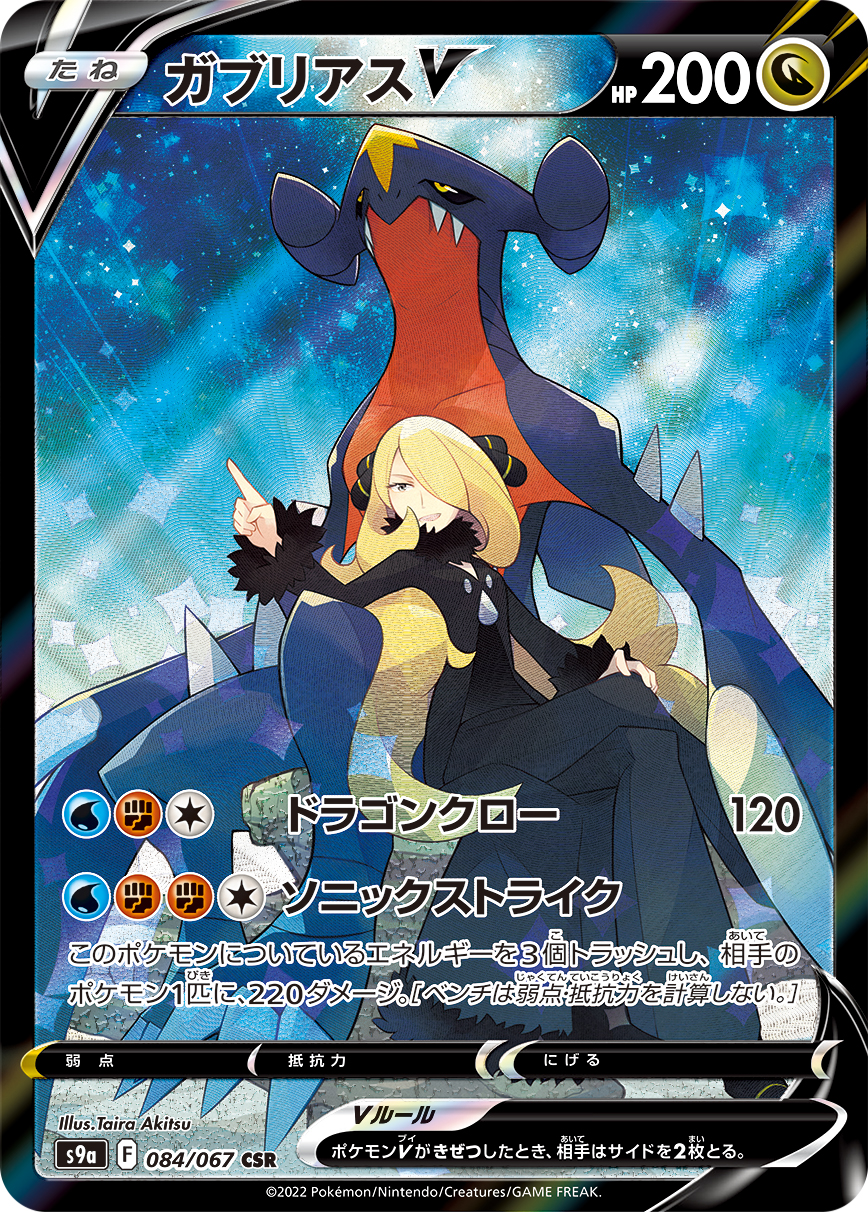 たね ガブリアスV HP 200
ドラゴンクロー 120
ソニックストライク
このポケモンについているエネルギーを3個トラッシュし、相手の
ポケモン1匹に、220ダメージ。[ベンチは弱点・抵抗力を計算しない。]
弱点 抵抗力 にげる
Illus. Taira Akitsu
Vルール
ポケモンVがきぜつしたとき、相手はサイドを2枚とる。
s9a F 084/067 CSR
©2022 Pokémon/Nintendo/Creatures/GAME FREAK.